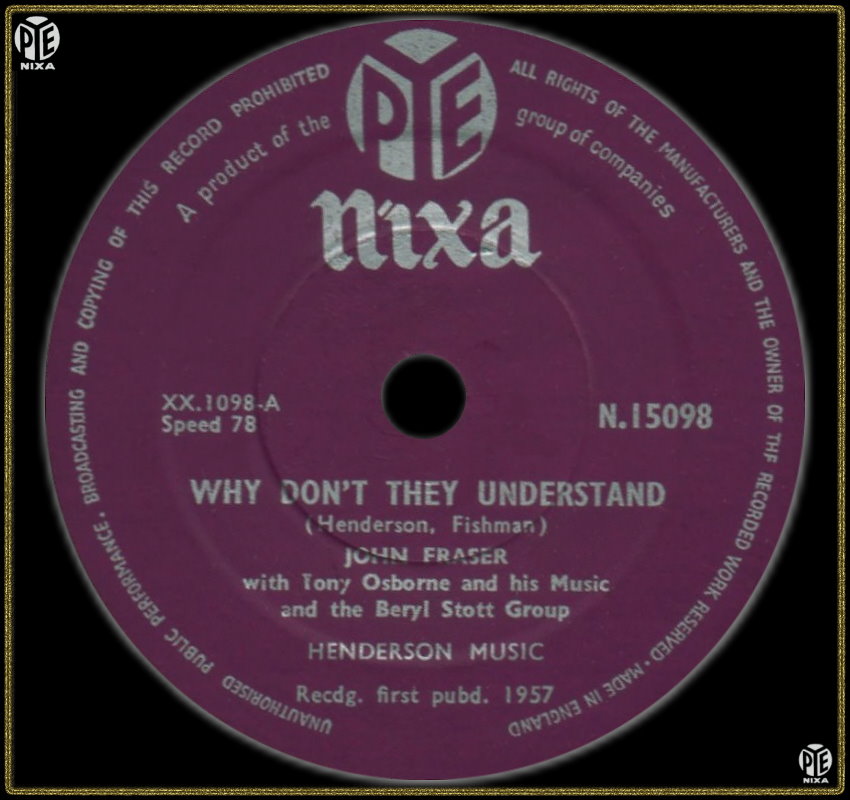 PYE
NIXA
UNAUTHORISED PUBLIC PERFORMANCE. BROADCASTING AND COPYING OF THIS RECORD PROHIBITED
ALL RIGHTS OF THE MANUFACTURERS AND THE OWNER OF THE RECORDED WORK RESERVED • MADE IN ENGLAND
A product of the
PYE
group of companies
nixa
XX.1098-A
Speed 78
N.15098
WHY DON'T THEY UNDERSTAND
(Henderson, Fishman)
JOHN FRASER
with Tony Osborne and his Music
and the Beryl Stott Group
HENDERSON MUSIC
Recdg. first pubd. 1957
PYE
NIXA